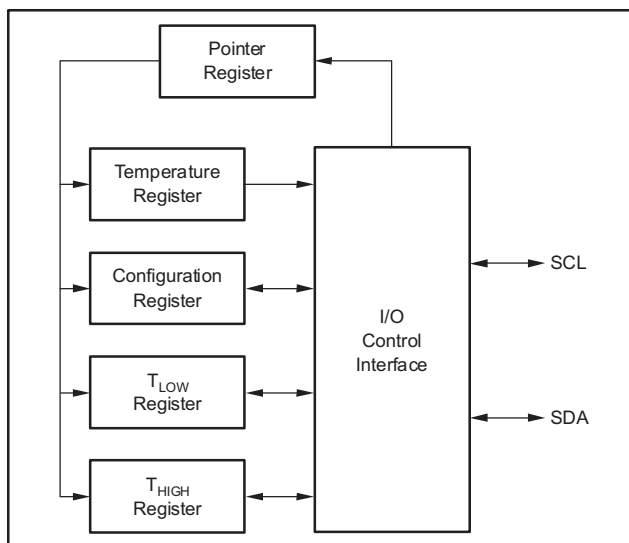 Pointer
Register
Temperature
Register
Configuration
Register
I/O
Control
Interface
SCL
SDA
TLOW
Register
THIGH
Register